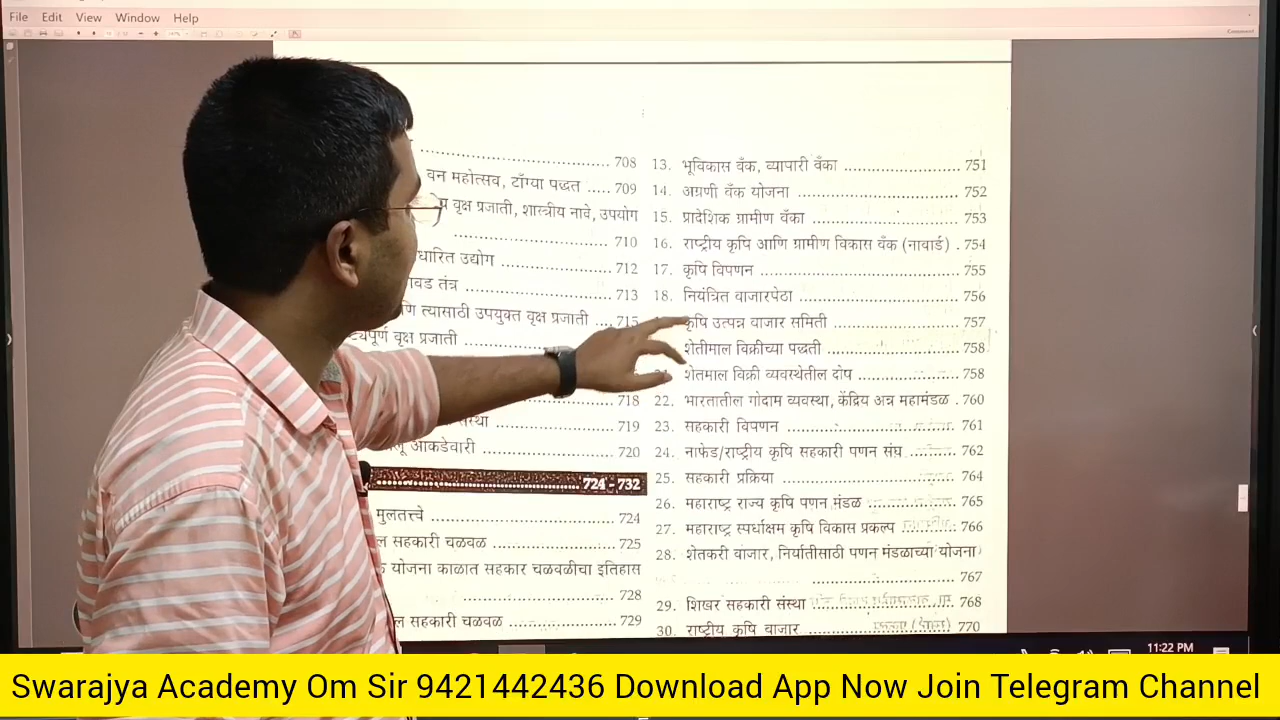 File Edit View Window Help
Comment
708
वन महोत्सव, टाँग्या पद्धत ..... 709
वृक्ष प्रजाती, शास्त्रीय नावे, उपयोग
710
धारित उद्योग ........................ 712
वड तंत्र ............................. 713
णि त्यासाठी उपयुक्त वृक्ष प्रजाती .... 715
ट्यपूर्ण वृक्ष प्रजाती
718
स्था ............................. 719
आकडेवारी ............................. 720
724 - 732
मुलतत्त्वे ............................. 724
ल सहकारी चळवळ ............................. 725
योजना काळात सहकार चळवळीचा इतिहास
728
ल सहकारी चळवळ ............................. 729
13. भूविकास बँक, व्यापारी बँका ........................ 751
14. अग्रणी बँक योजना ........................ 752
15. प्रादेशिक ग्रामीण बँका ........................ 753
16. राष्ट्रीय कृषि आणि ग्रामीण विकास बँक (नाबार्ड) . 754
17. कृषि विपणन ........................ 755
18. नियंत्रित बाजारपेठा ........................ 756
कृषि उत्पन्न बाजार समिती ........................ 757
शेतीमाल विक्रीच्या पद्धती ........................ 758
शेतमाल विक्री व्यवस्थेतील दोष ........................ 758
22. भारतातील गोदाम व्यवस्था, केंद्रिय अन्न महामंडळ . 760
23. सहकारी विपणन ........................ 761
24. नाफेड/राष्ट्रीय कृषि सहकारी पणन संघ .......... 762
25. सहकारी प्रक्रिया ........................ 764
26. महाराष्ट्र राज्य कृषि पणन मंडळ .................. 765
27. महाराष्ट्र स्पर्धाक्षम कृषि विकास प्रकल्प .......... 766
28. शेतकरी बाजार, निर्यातीसाठी पणन मंडळाच्या योजना
........................ 767
29. शिखर सहकारी संस्था ........................ 768
30. राष्ट्रीय कृषि बाजार ........................ 770
11:22 PM
Swarajya Academy Om Sir 9421442436 Download App Now Join Telegram Channel